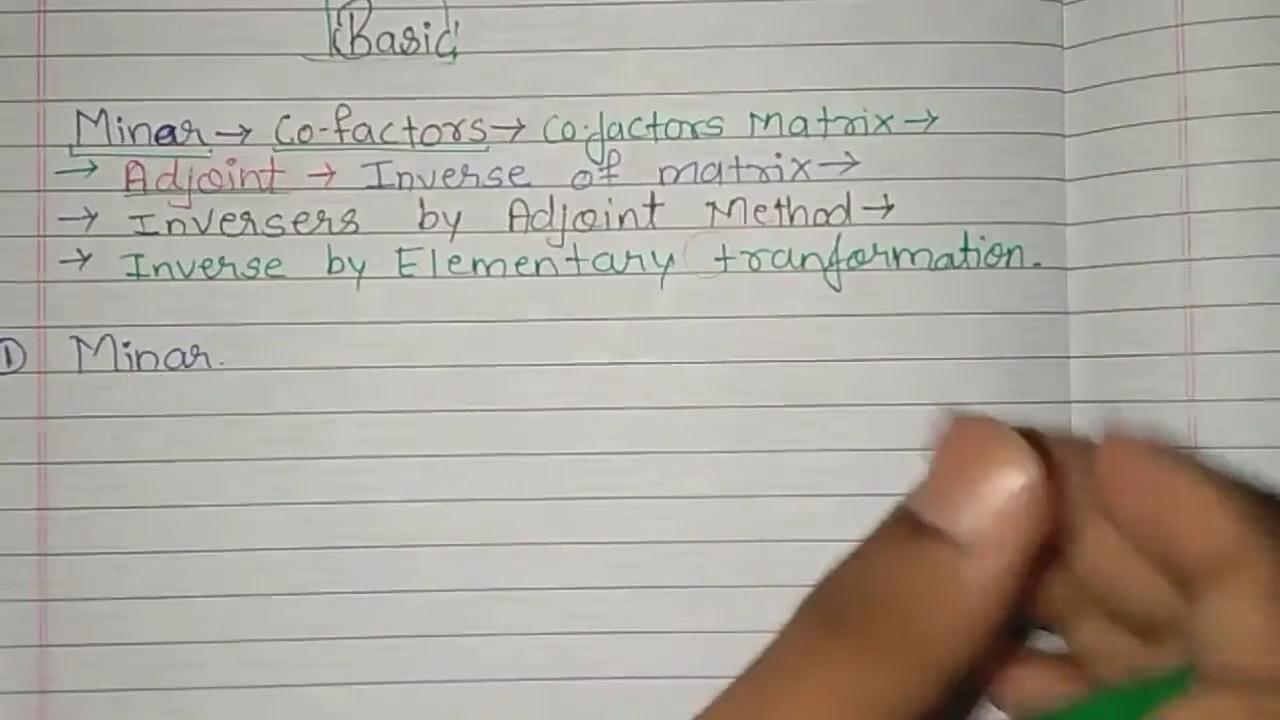 Basic
Minar → Co-factors → Co-factors Matrix →
→ Adjoint → Inverse of matrix →
→ Inversers by Adjoint Method →
→ Inverse by Elementary tranformation.
① Minar.